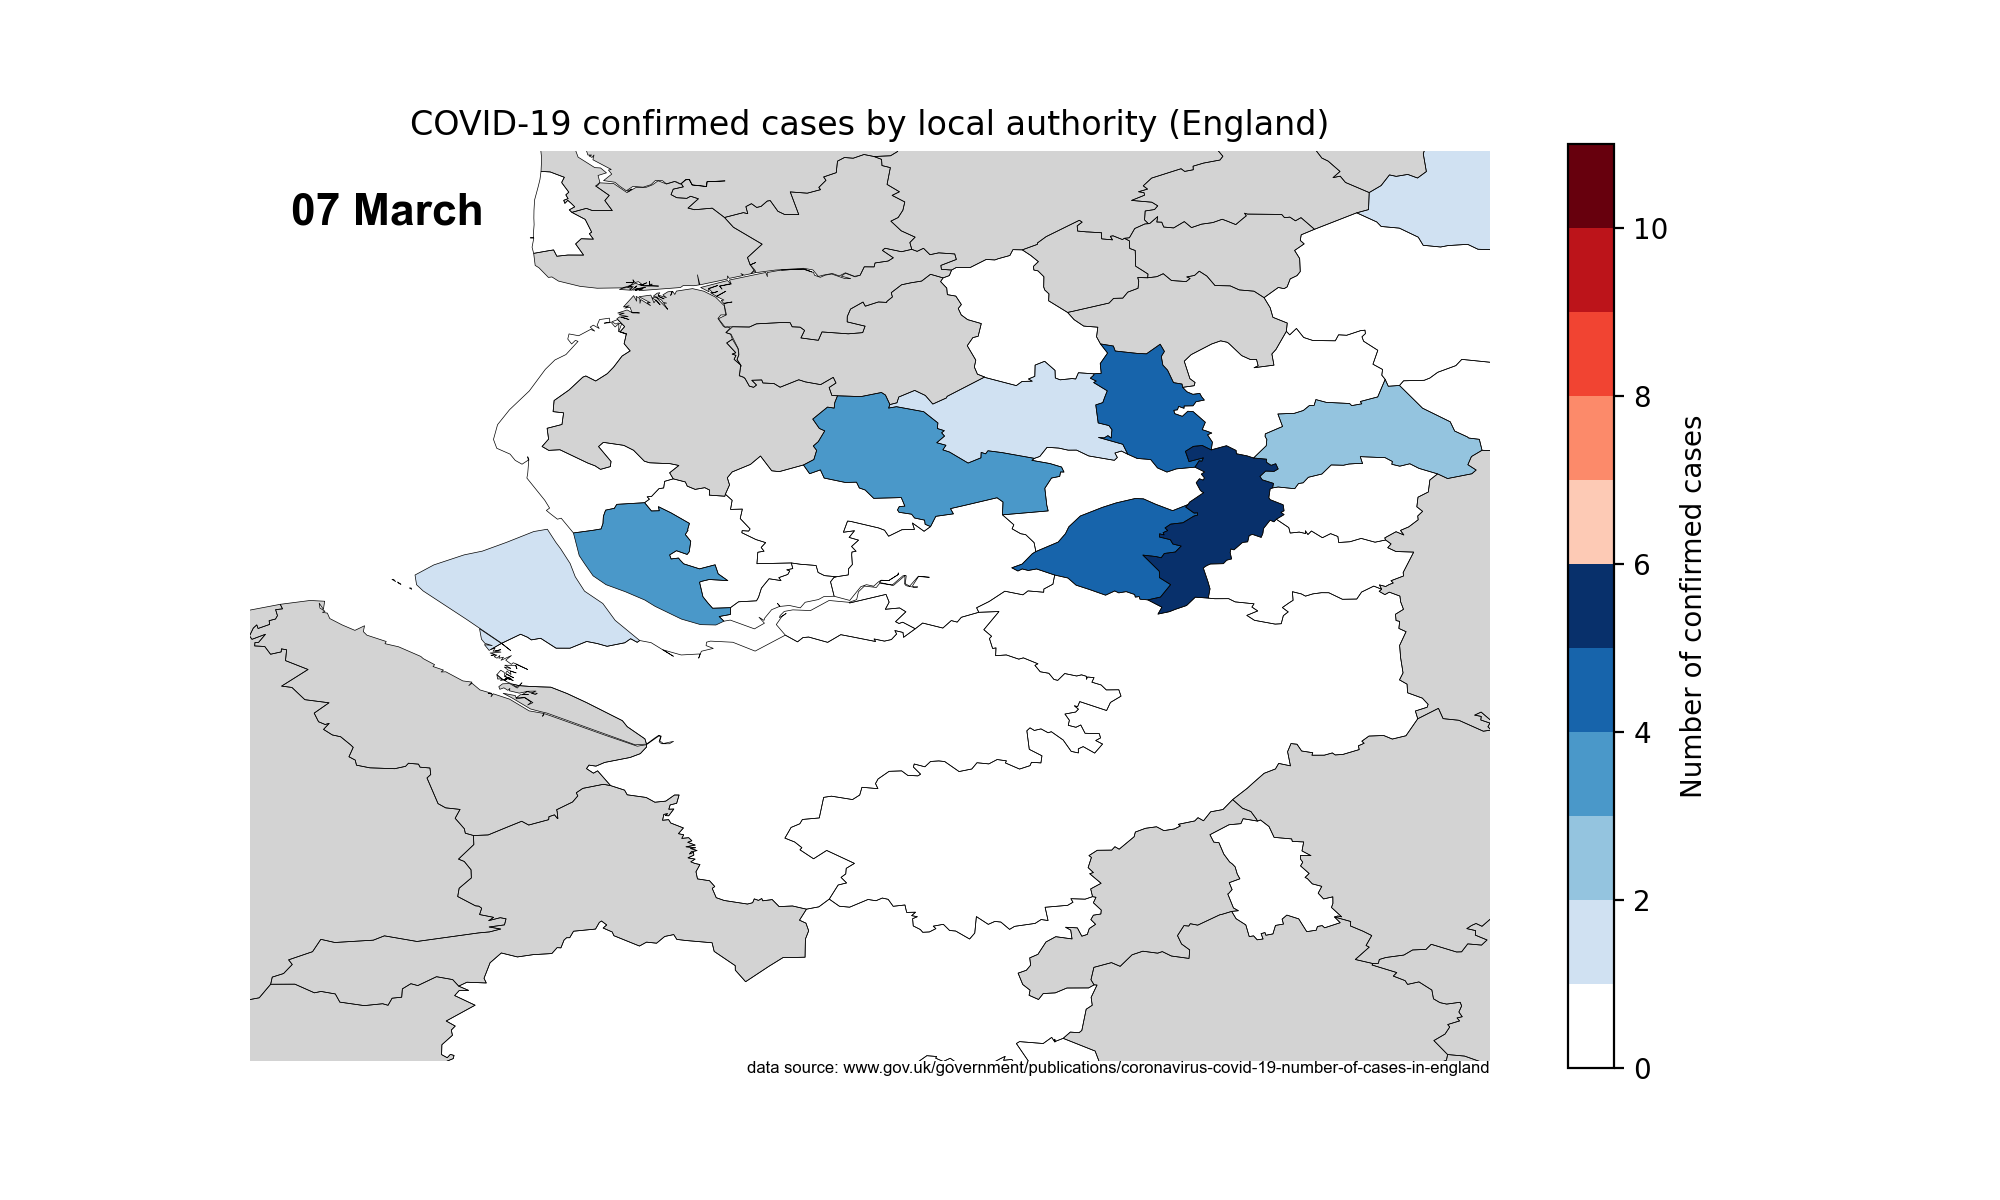 COVID-19 confirmed cases by local authority (England)
07 March
10
8
6
4
2
0
Number of confirmed cases
data source: www.gov.uk/government/publications/coronavirus-covid-19-number-of-cases-in-england